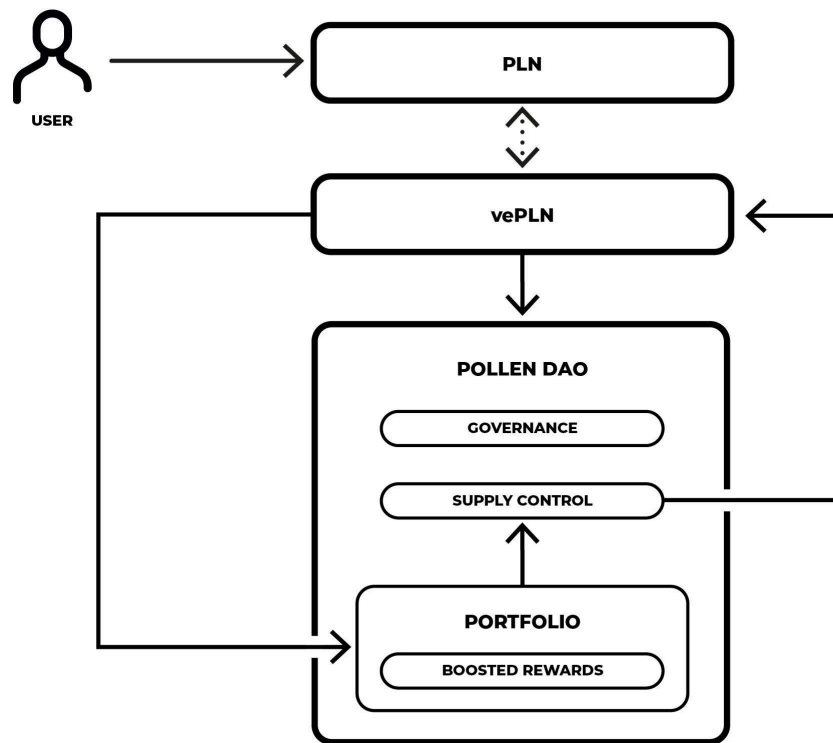 USER
PLN
vePLN
POLLEN DAO
GOVERNANCE
SUPPLY CONTROL
PORTFOLIO
BOOSTED REWARDS